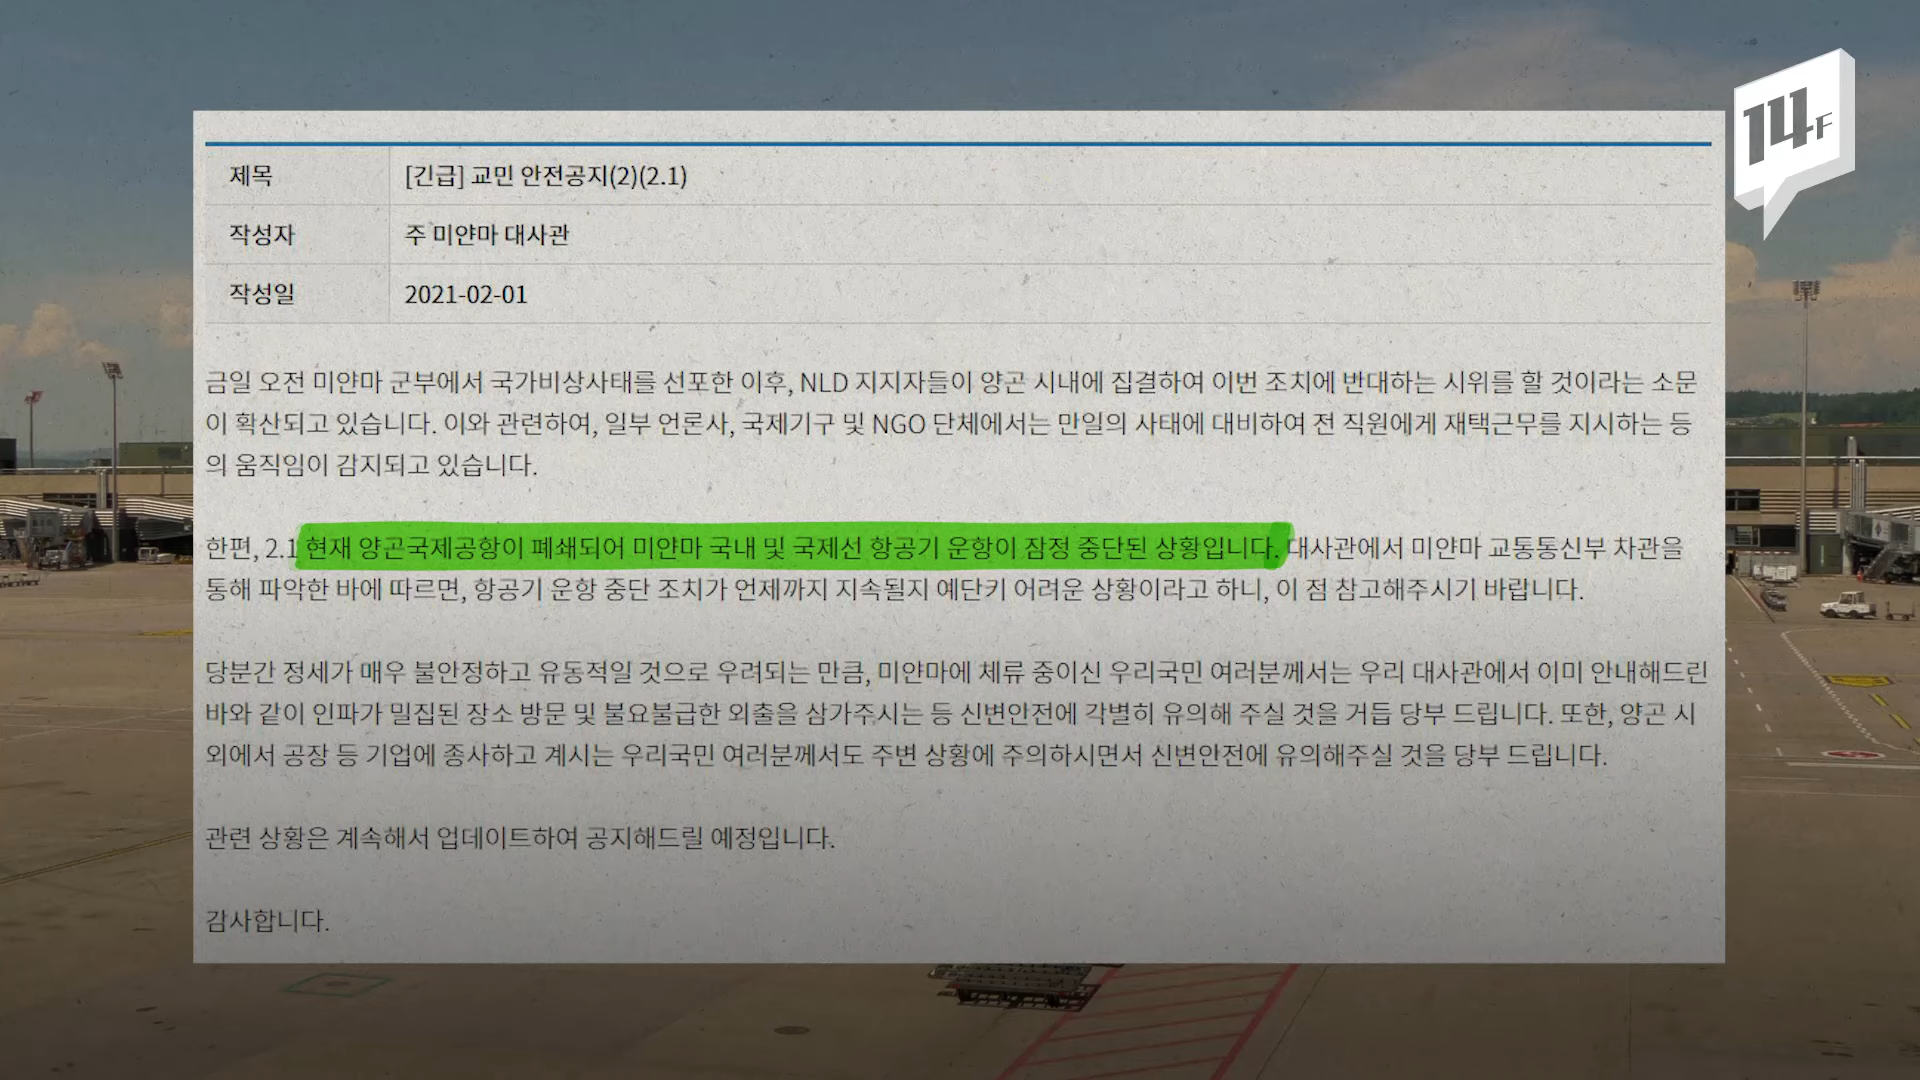 14F
제목 [긴급] 교민 안전공지(2)(2.1)
작성자 주 미얀마 대사관
작성일 2021-02-01
금일 오전 미얀마 군부에서 국가비상사태를 선포한 이후, NLD 지지자들이 양곤 시내에 집결하여 이번 조치에 반대하는 시위를 할 것이라는 소문
이 확산되고 있습니다. 이와 관련하여, 일부 언론사, 국제기구 및 NGO 단체에서는 만일의 사태에 대비하여 전 직원에게 재택근무를 지시하는 등
의 움직임이 감지되고 있습니다.
한편, 2.1 현재 양곤국제공항이 폐쇄되어 미얀마 국내 및 국제선 항공기 운항이 잠정 중단된 상황입니다. 대사관에서 미얀마 교통통신부 차관을
통해 파악한 바에 따르면, 항공기 운항 중단 조치가 언제까지 지속될지 예단키 어려운 상황이라고 하니, 이 점 참고해주시기 바랍니다.
당분간 정세가 매우 불안정하고 유동적일 것으로 우려되는 만큼, 미얀마에 체류 중이신 우리국민 여러분께서는 우리 대사관에서 이미 안내해드린
바와 같이 인파가 밀집된 장소 방문 및 불요불급한 외출을 삼가주시는 등 신변안전에 각별히 유의해 주실 것을 거듭 당부 드립니다. 또한, 양곤 시
외에서 공장 등 기업에 종사하고 계시는 우리국민 여러분께서도 주변 상황에 주의하시면서 신변안전에 유의해주실 것을 당부 드립니다.
관련 상황은 계속해서 업데이트하여 공지해드릴 예정입니다.
감사합니다.